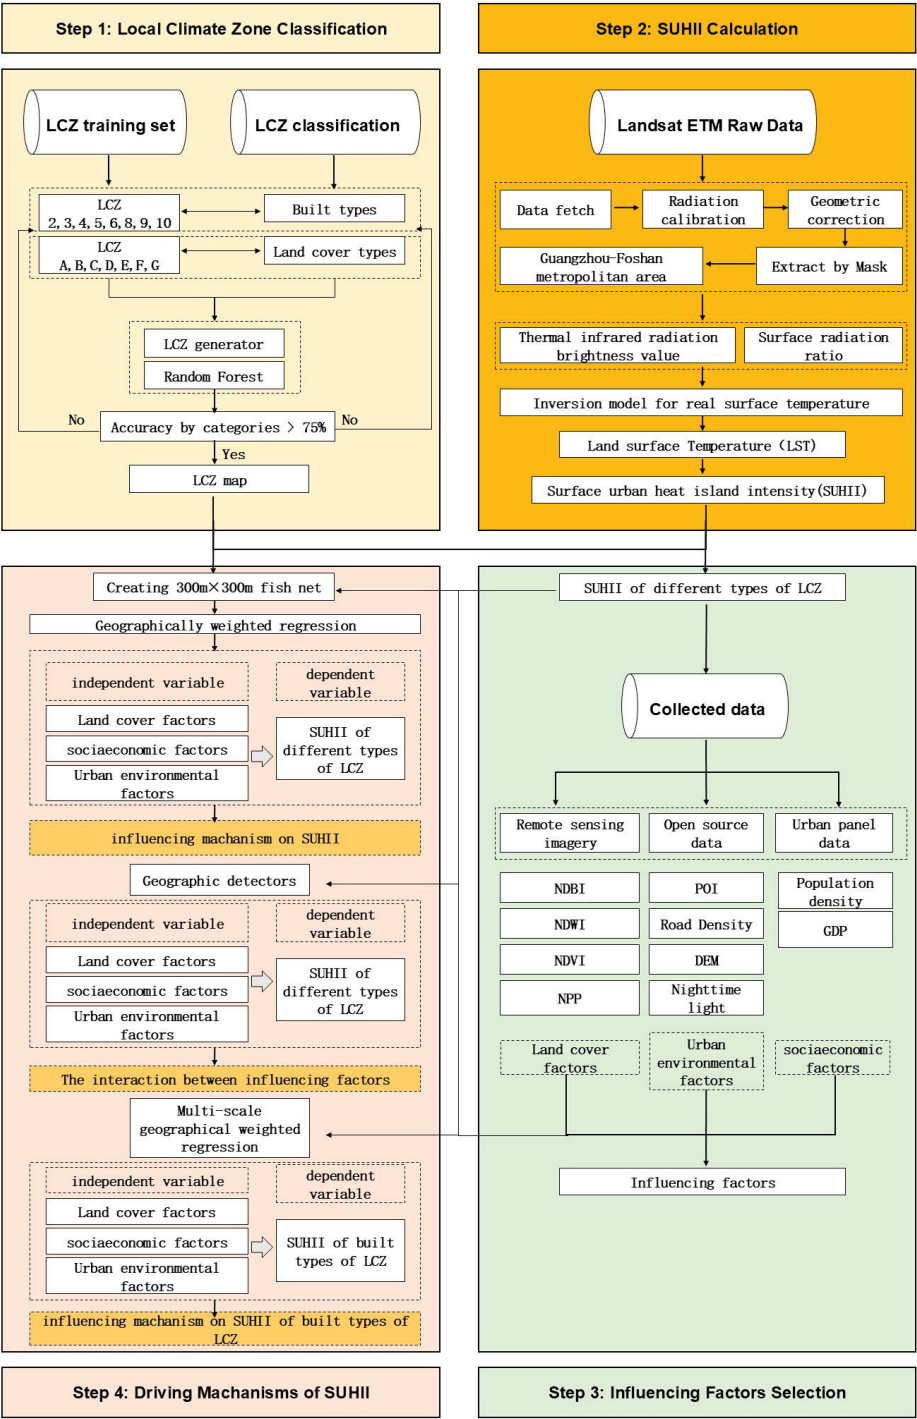 Step 1: Local Climate Zone Classification
LCZ training set
LCZ classification
LCZ
2, 3, 4, 5, 6, 8, 9, 10
Built types
LCZ
A, B, C, D, E, F, G
Land cover types
LCZ generator
Random Forest
No
Accuracy by categories > 75%
No
Yes
LCZ map
Step 2: SUHII Calculation
Landsat ETM Raw Data
Data fetch
Radiation
calibration
Geometric
correction
Guangzhou-Foshan
metropolitan area
Extract by Mask
Thermal infrared radiation
brightness value
Surface radiation
ratio
Inversion model for real surface temperature
Land surface Temperature (LST)
Surface urban heat island intensity(SUHII)
SUHII of different types of LCZ
Collected data
Remote sensing
imagery
Open source
data
Urban panel
data
NDBI
POI
Population
density
NDWI
Road Density
GDP
NDVI
DEM
NPP
Nighttime
light
Land cover
factors
Urban
environmental
factors
sociaeconomic
factors
Influencing factors
Step 3: Influencing Factors Selection
Creating 300m×300m fish net
Geographically weighted regression
independent variable
dependent
variable
Land cover factors
sociaeconomic factors
Urban environmental
factors
SUHII of
different types
of LCZ
influencing machanism on SUHII
Geographic detectors
independent variable
dependent
variable
Land cover factors
sociaeconomic factors
Urban environmental
factors
SUHII of
different types
of LCZ
The interaction between influencing factors
Multi-scale
geographical weighted
regression
independent variable
dependent
variable
Land cover factors
sociaeconomic factors
Urban environmental
factors
SUHII of built
types of LCZ
influencing mechanism on SUHII of built types of
LCZ
Step 4: Driving Machanisms of SUHII